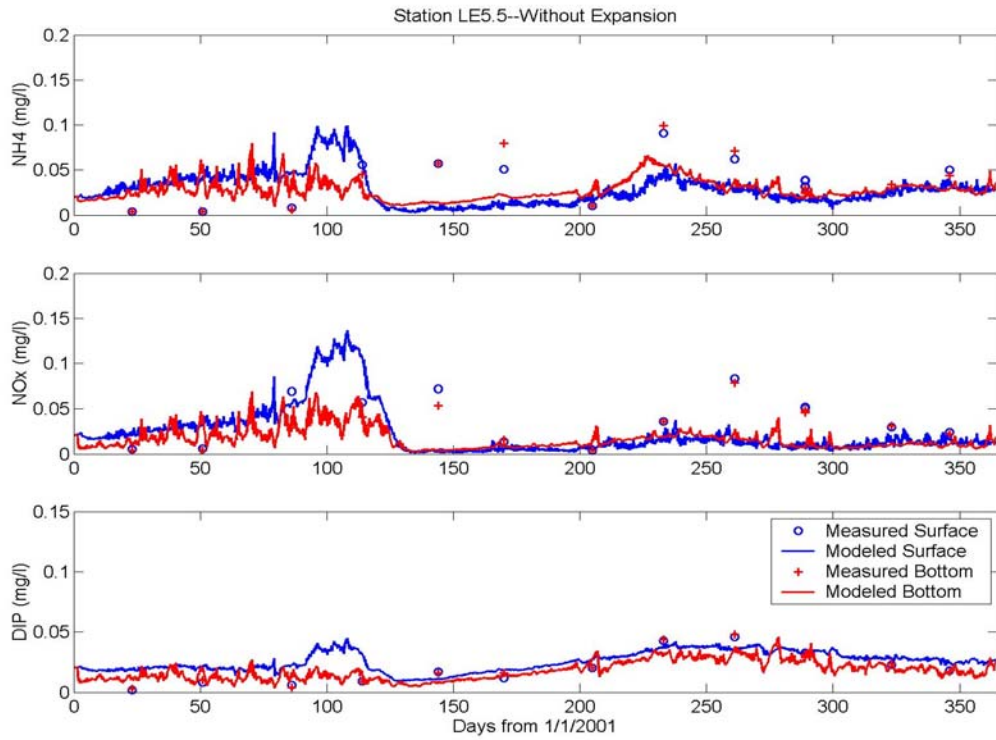 Station LE5.5--Without Expansion
NH4 (mg/l)
0.2
0.15
0.1
0.05
0
0 50 100 150 200 250 300 350
NOx (mg/l)
0.2
0.15
0.1
0.05
0
0 50 100 150 200 250 300 350
DIP (mg/l)
0.15
0.1
0.05
0
Measured Surface
Modeled Surface
Measured Bottom
Modeled Bottom
0 50 100 150 200 250 300 350
Days from 1/1/2001